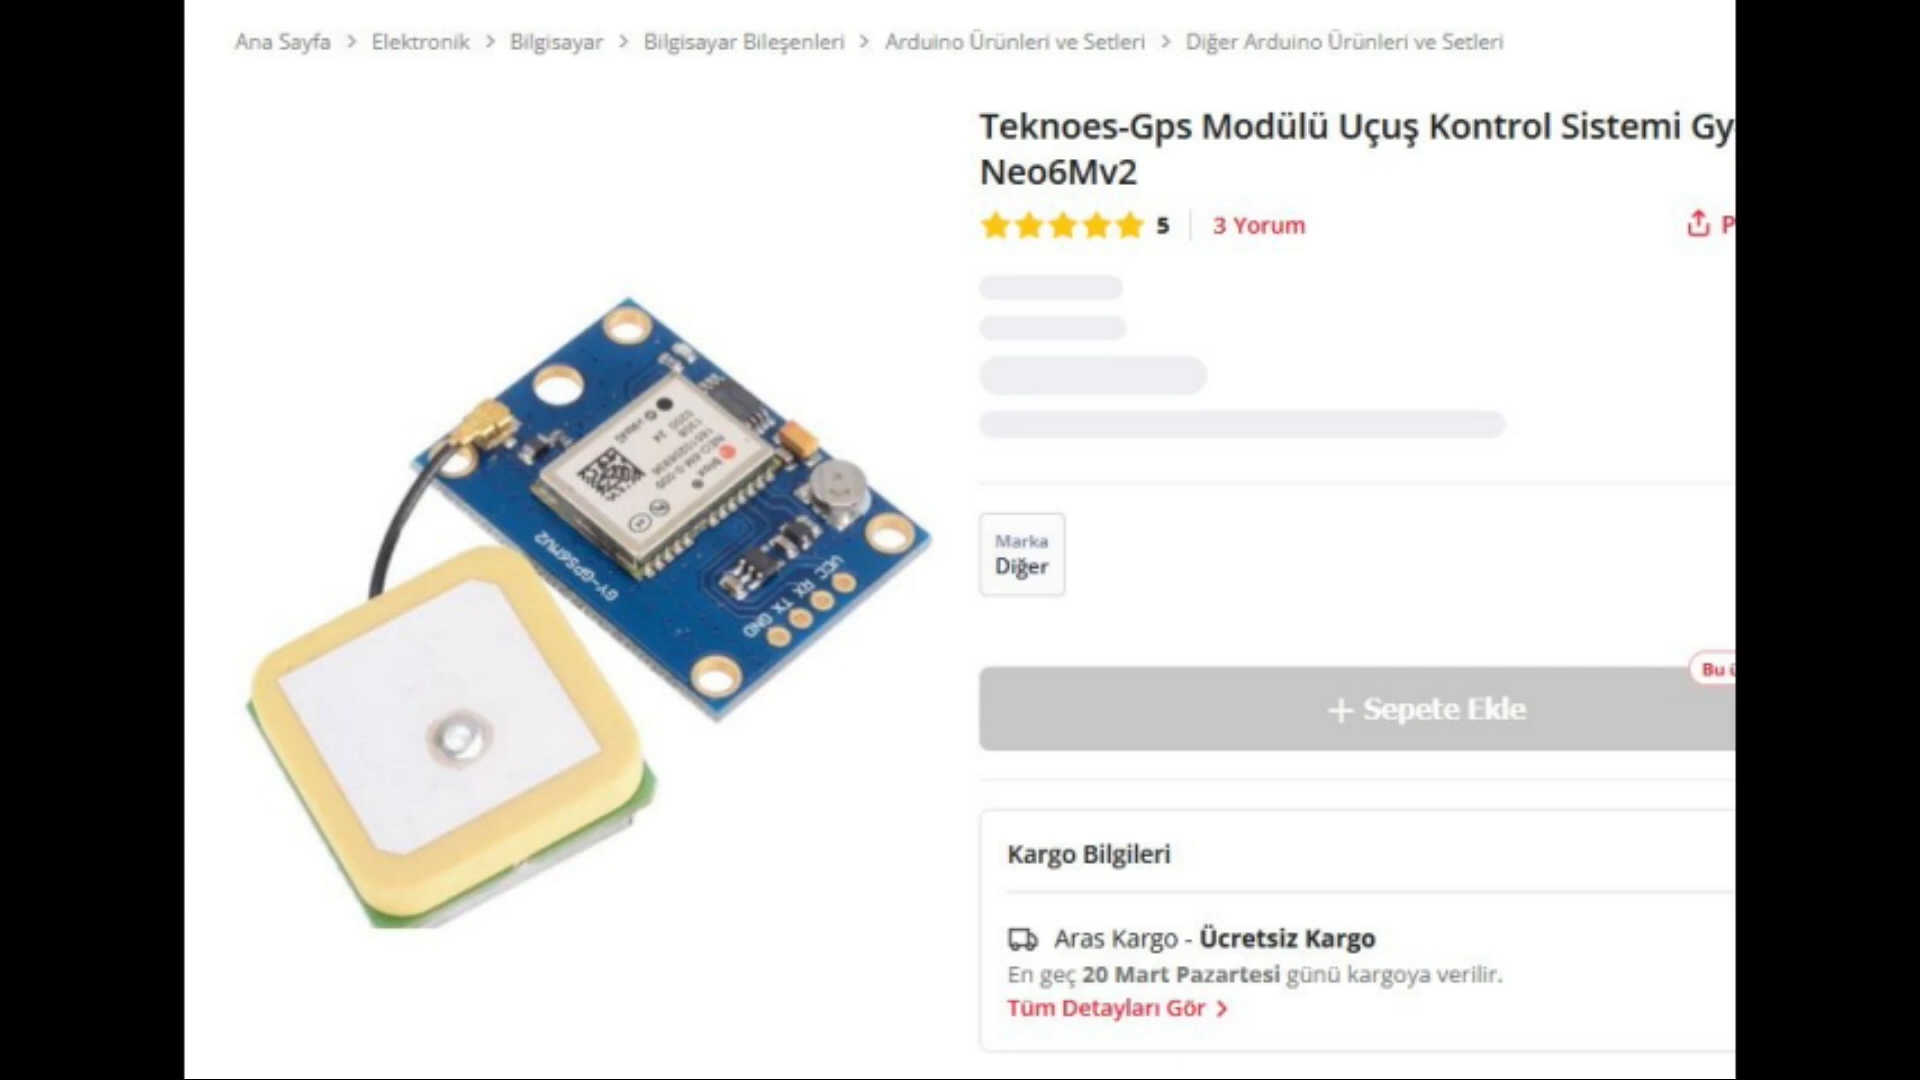 Ana Sayfa > Elektronik > Bilgisayar > Bilgisayar Bileşenleri > Arduino Ürünleri ve Setleri > Diğer Arduino Ürünleri ve Setleri
Teknoes-Gps Modülü Uçuş Kontrol Sistemi Gy
Neo6Mv2
5 3 Yorum P
Marka
Diğer
Bu ü
+ Sepete Ekle
Kargo Bilgileri
Aras Kargo - Ücretsiz Kargo
En geç 20 Mart Pazartesi günü kargoya verilir.
Tüm Detayları Gör >
GY-GPS6MV2
VCC RX TX GND